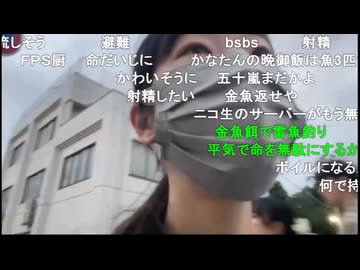 流しそう 避難 bsbs 射精
FPS厨 命だいじに かなたんの晩御飯は魚3匹
かわいそうに 五十嵐まだかよ
射精したい 金魚返せや
ニコ生のサーバーがもう無
金魚餌で雷魚釣り
平気で命を無駄にするか
ボイルになる
何で持